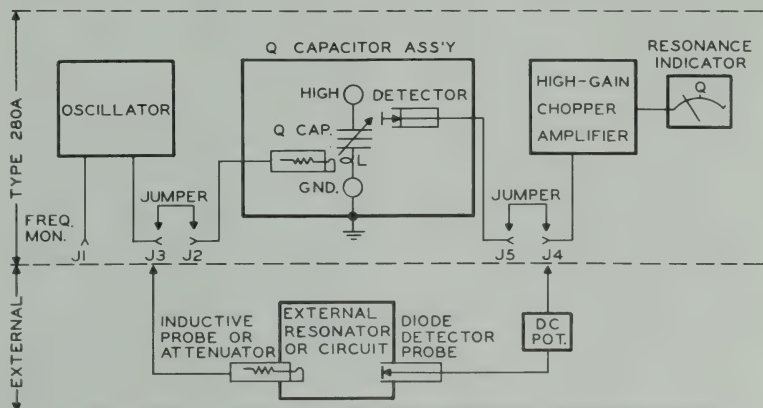 TYPE 280A
EXTERNAL
Q CAPACITOR ASS'Y
OSCILLATOR
HIGH
DETECTOR
Q CAP.
L
GND.
HIGH-GAIN
CHOPPER
AMPLIFIER
RESONANCE
INDICATOR
Q
FREQ.
MON.
JUMPER
JUMPER
J1
J3
J2
J5
J4
INDUCTIVE
PROBE OR
ATTENUATOR
EXTERNAL
RESONATOR
OR CIRCUIT
DIODE
DETECTOR
PROBE
DC
POT.